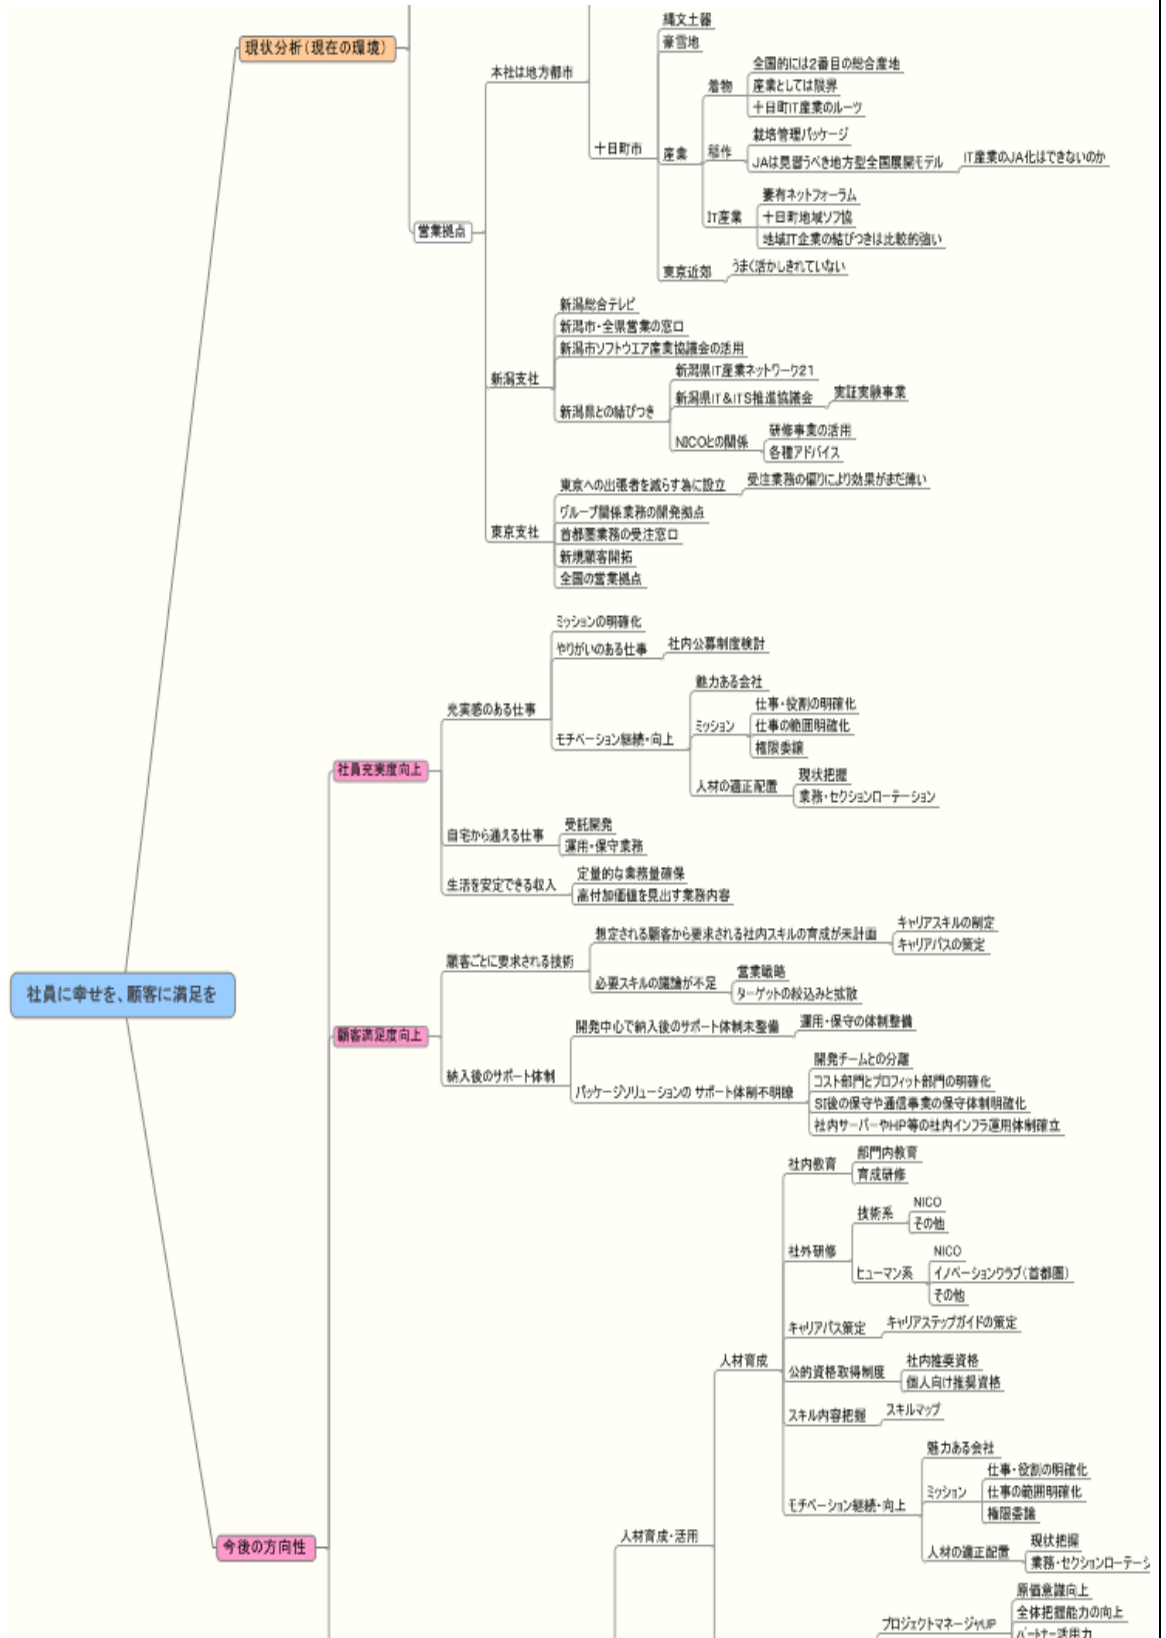 縄文土器
豪雪地
現状分析(現在の環境)
全国的には2番目の総合産地
本社は地方都市
着物
産業としては限界
十日町IT産業のルーツ
栽培管理パッケージ
十日町市
産業
稲作
JAは見習うべき地方型全国展開モデル
IT産業のJA化はできないのか
妻有ネットフォーラム
IT産業
十日町地域ソフ協
営業拠点
地域IT企業の結びつきは比較的強い
東京近郊
うまく活かしきれていない
新潟総合テレビ
新潟市・全県営業の窓口
新潟市ソフトウエア産業協議会の活用
新潟支社
新潟県IT産業ネットワーク21
新潟県IT&ITS推進協議会
実証実験事業
新潟県との結びつき
研修事業の活用
NICOとの関係
各種アドバイス
東京への出張者を減らす為に設立
受注業務の偏りにより効果がまだ薄い
グループ関係業務の開発拠点
東京支社
首都圏業務の受注窓口
新規顧客開拓
全国の営業拠点
ミッションの明確化
やりがいのある仕事
社内公募制度検討
魅力ある会社
充実感のある仕事
仕事・役割の明確化
ミッション
仕事の範囲明確化
モチベーション継続・向上
権限委譲
社員充実度向上
現状把握
人材の適正配置
業務・セクションローテーション
受託開発
自宅から通える仕事
運用・保守業務
定量的な業務量確保
生活を安定できる収入
高付加価値を見出す業務内容
キャリアスキルの制定
想定される顧客から要求される社内スキルの育成が未計画
キャリアパスの策定
顧客ごとに要求される技術
営業戦略
必要スキルの議論が不足
ターゲットの絞込みと拡散
社員に幸せを、顧客に満足を
開発中心で納入後のサポート体制未整備
運用・保守の体制整備
顧客満足度向上
開発チームとの分離
納入後のサポート体制
コスト部門とプロフィット部門の明確化
パッケージソリューションの サポート体制不明瞭
SI後の保守や通信事業の保守体制明確化
社内サーバーやHP等の社内インフラ運用体制確立
部門内教育
社内教育
育成研修
NICO
技術系
その他
社外研修
NICO
ヒューマン系
イノベーションクラブ(首都圏)
その他
キャリアパス策定
キャリアステップガイドの策定
人材育成
社内推奨資格
公的資格取得制度
個人向け推奨資格
スキル内容把握
スキルマップ
魅力ある会社
仕事・役割の明確化
ミッション
仕事の範囲明確化
モチベーション継続・向上
権限委譲
人材育成・活用
今後の方向性
現状把握
人材の適正配置
業務・セクションローテーシ
原価意識向上
プロジェクトマネージャUP
全体把握能力の向上
パートナー活用力